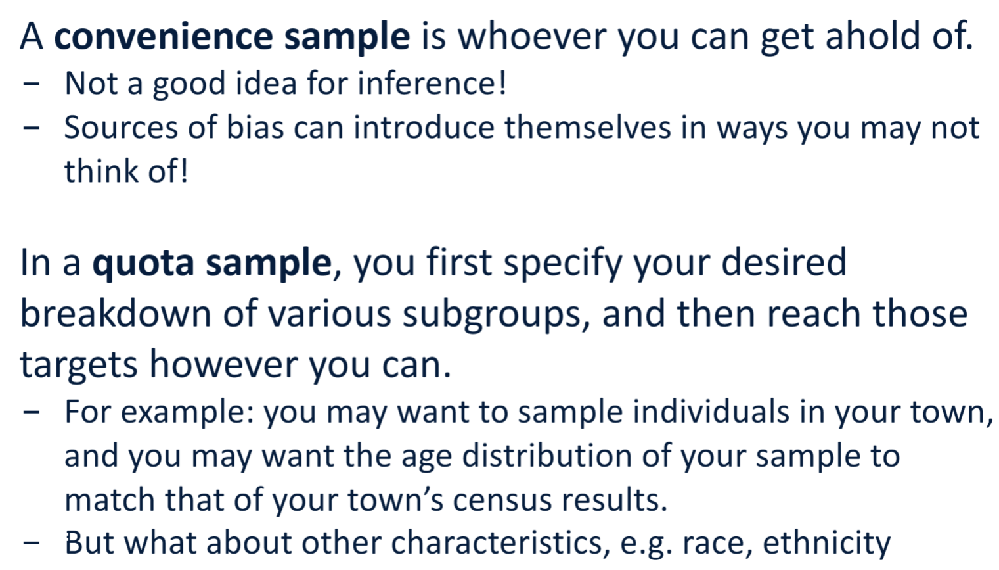 A convenience sample is whoever you can get ahold of.
– Not a good idea for inference!
– Sources of bias can introduce themselves in ways you may not
think of!
In a quota sample, you first specify your desired
breakdown of various subgroups, and then reach those
targets however you can.
– For example: you may want to sample individuals in your town,
and you may want the age distribution of your sample to
match that of your town’s census results.
– But what about other characteristics, e.g. race, ethnicity